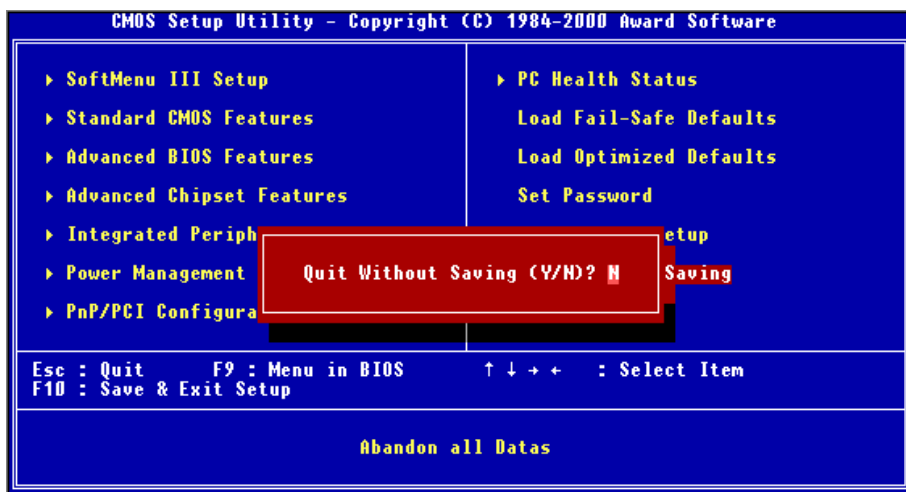 CMOS Setup Utility – Copyright (C) 1984–2000 Award Software
▸ SoftMenu III Setup
▸ Standard CMOS Features
▸ Advanced BIOS Features
▸ Advanced Chipset Features
▸ Integrated Periph
▸ Power Management
▸ PnP/PCI Configura
▸ PC Health Status
Load Fail-Safe Defaults
Load Optimized Defaults
Set Password
etup
Saving
Quit Without Saving (Y/N)? N
Esc : Quit F9 : Menu in BIOS ↑ ↓ → ← : Select Item
F10 : Save & Exit Setup
Abandon all Datas